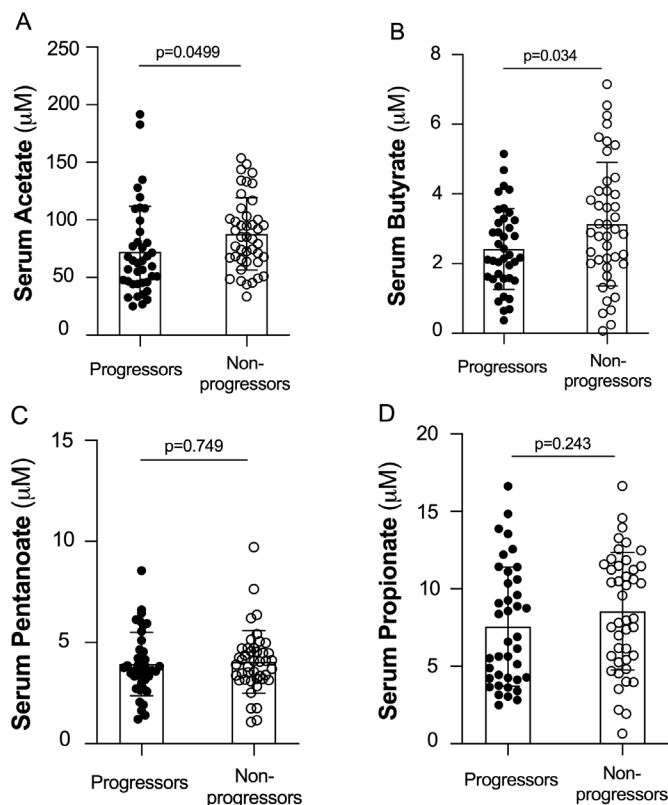 A
Serum Acetate (μM)
250
200
150
100
50
0
p=0.0499
Progressors
Non-
progressors
B
Serum Butyrate (μM)
8
6
4
2
0
p=0.034
Progressors
Non-
progressors
C
Serum Pentanoate (μM)
15
10
5
0
p=0.749
Progressors
Non-
progressors
D
Serum Propionate (μM)
20
15
10
5
0
p=0.243
Progressors
Non-
progressors